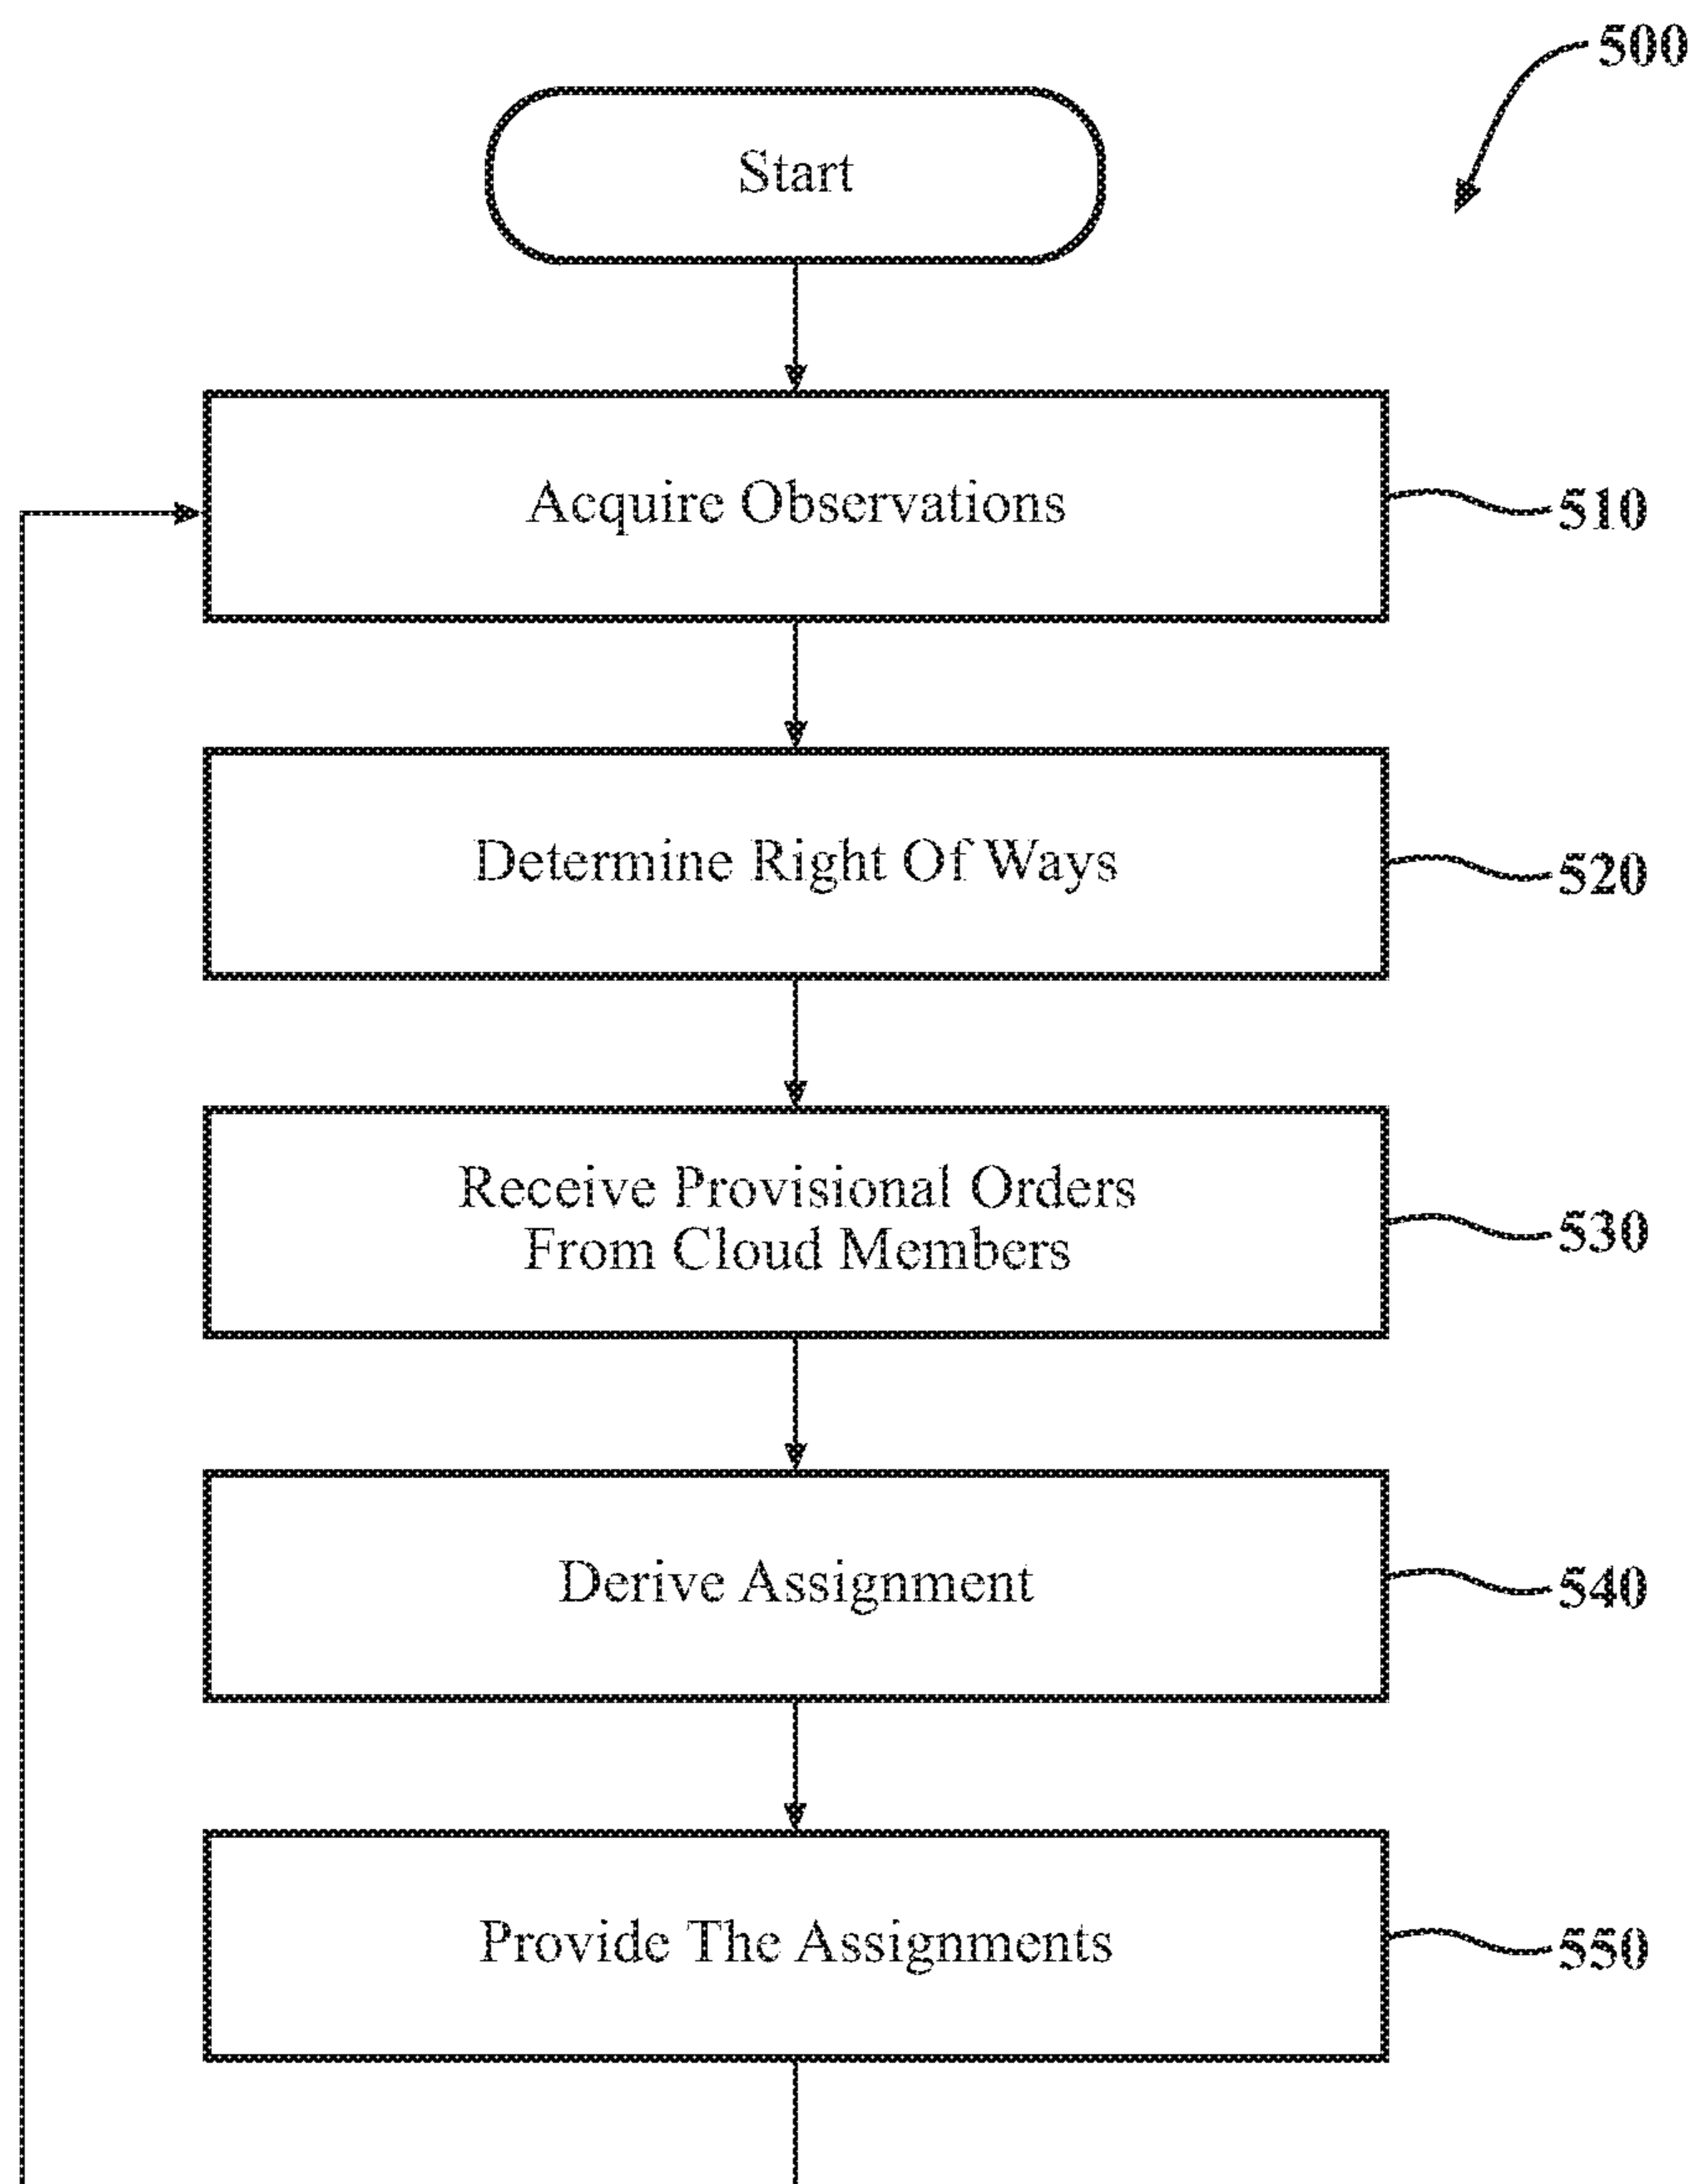 500
Start
Acquire Observations
510
Determine Right Of Ways
520
Receive Provisional Orders
From Cloud Members
530
Derive Assignment
540
Provide The Assignments
550